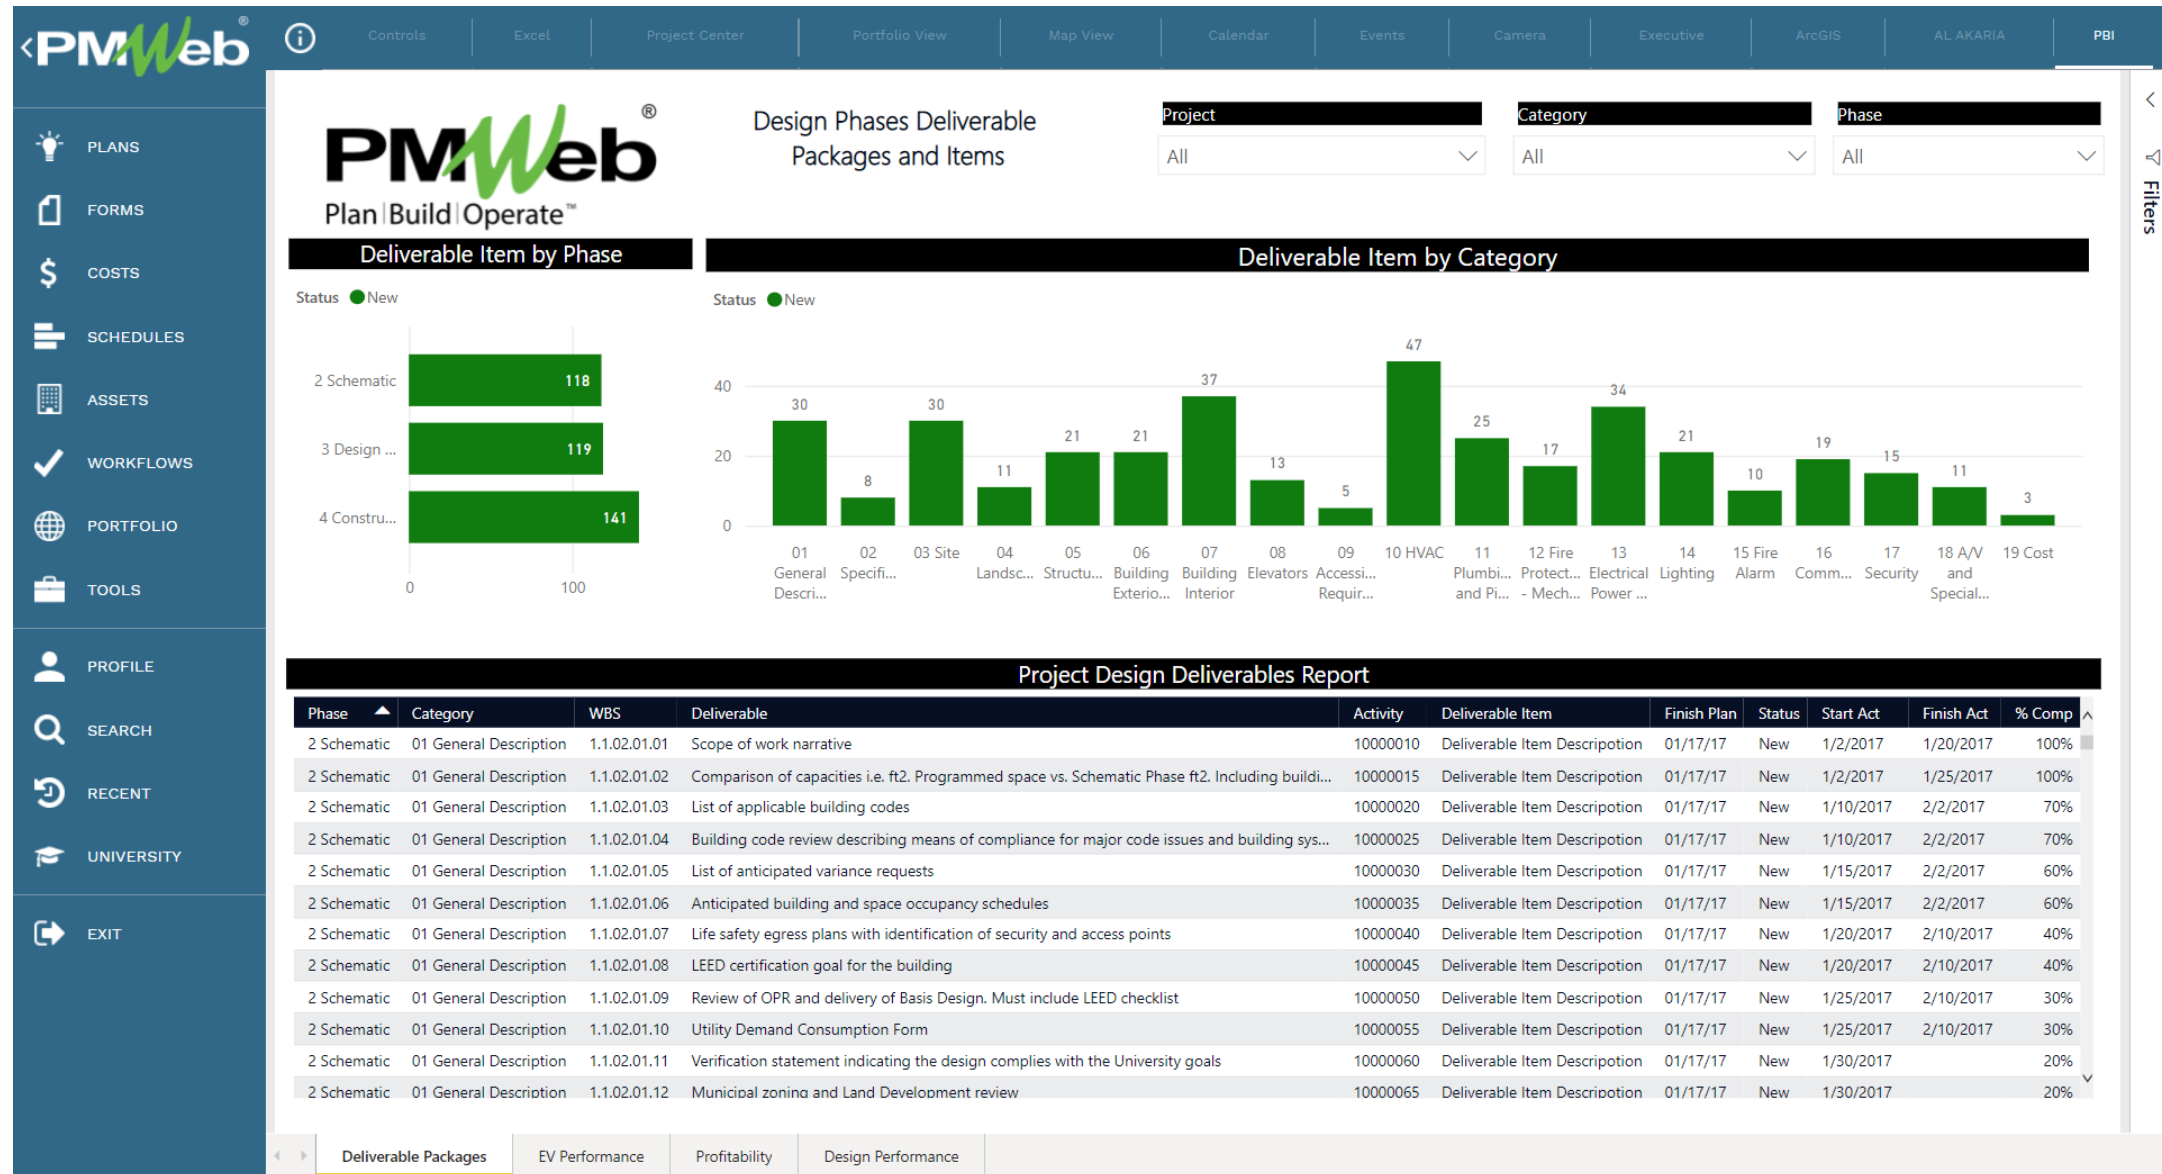 PMWeb®
Controls
Excel
Project Center
Portfolio View
Map View
Calendar
Events
Camera
Executive
ArcGIS
AL AKARIA
PBI
PLANS
FORMS
COSTS
SCHEDULES
ASSETS
WORKFLOWS
PORTFOLIO
TOOLS
PROFILE
SEARCH
RECENT
UNIVERSITY
EXIT
PMWeb®
Plan|Build|Operate™
Design Phases Deliverable
Packages and Items
Project
All
Category
All
Phase
All
Filters
Deliverable Item by Phase
Status New
2 Schematic 118
3 Design ... 119
4 Constru... 141
0 100
Deliverable Item by Category
Status New
40
20
0
30 8 30 11 21 21 37 13 5 47 25 17 34 21 10 19 15 11 3
01 General Descri...
02 Specifi...
03 Site
04 Landsc...
05 Structu...
06 Building Exterio...
07 Building Interior
08 Elevators
09 Accessi... Requir...
10 HVAC
11 Plumbi... and Pi...
12 Fire Protect... - Mech...
13 Electrical Power ...
14 Lighting
15 Fire Alarm
16 Comm...
17 Security
18 A/V and Special...
19 Cost
Project Design Deliverables Report
Phase Category WBS Deliverable Activity Deliverable Item Finish Plan Status Start Act Finish Act % Comp
2 Schematic 01 General Description 1.1.02.01.01 Scope of work narrative 10000010 Deliverable Item Descripotion 01/17/17 New 1/2/2017 1/20/2017 100%
2 Schematic 01 General Description 1.1.02.01.02 Comparison of capacities i.e. ft2. Programmed space vs. Schematic Phase ft2. Including buildi... 10000015 Deliverable Item Descripotion 01/17/17 New 1/2/2017 1/25/2017 100%
2 Schematic 01 General Description 1.1.02.01.03 List of applicable building codes 10000020 Deliverable Item Descripotion 01/17/17 New 1/10/2017 2/2/2017 70%
2 Schematic 01 General Description 1.1.02.01.04 Building code review describing means of compliance for major code issues and building sys... 10000025 Deliverable Item Descripotion 01/17/17 New 1/10/2017 2/2/2017 70%
2 Schematic 01 General Description 1.1.02.01.05 List of anticipated variance requests 10000030 Deliverable Item Descripotion 01/17/17 New 1/15/2017 2/2/2017 60%
2 Schematic 01 General Description 1.1.02.01.06 Anticipated building and space occupancy schedules 10000035 Deliverable Item Descripotion 01/17/17 New 1/15/2017 2/2/2017 60%
2 Schematic 01 General Description 1.1.02.01.07 Life safety egress plans with identification of security and access points 10000040 Deliverable Item Descripotion 01/17/17 New 1/20/2017 2/10/2017 40%
2 Schematic 01 General Description 1.1.02.01.08 LEED certification goal for the building 10000045 Deliverable Item Descripotion 01/17/17 New 1/20/2017 2/10/2017 40%
2 Schematic 01 General Description 1.1.02.01.09 Review of OPR and delivery of Basis Design. Must include LEED checklist 10000050 Deliverable Item Descripotion 01/17/17 New 1/25/2017 2/10/2017 30%
2 Schematic 01 General Description 1.1.02.01.10 Utility Demand Consumption Form 10000055 Deliverable Item Descripotion 01/17/17 New 1/25/2017 2/10/2017 30%
2 Schematic 01 General Description 1.1.02.01.11 Verification statement indicating the design complies with the University goals 10000060 Deliverable Item Descripotion 01/17/17 New 1/30/2017 20%
2 Schematic 01 General Description 1.1.02.01.12 Municipal zoning and Land Development review 10000065 Deliverable Item Descripotion 01/17/17 New 1/30/2017 20%
Deliverable Packages
EV Performance
Profitability
Design Performance